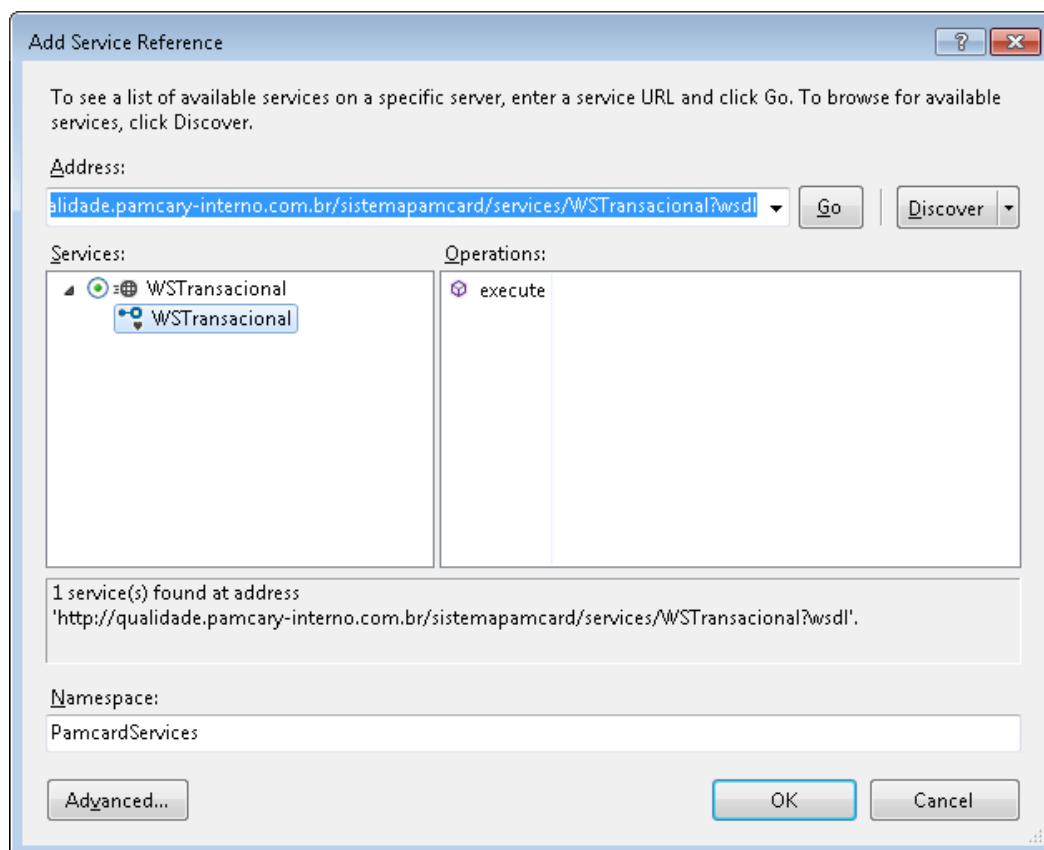 Add Service Reference
To see a list of available services on a specific server, enter a service URL and click Go. To browse for available
services, click Discover.
Address:
alidade.pamcary-interno.com.br/sistemapamcard/services/WSTransacional?wsdl
Go
Discover
Services:
Operations:
WSTransacional
execute
WSTransacional
1 service(s) found at address
'http://qualidade.pamcary-interno.com.br/sistemapamcard/services/WSTransacional?wsdl'.
Namespace:
PamcardServices
Advanced...
OK
Cancel